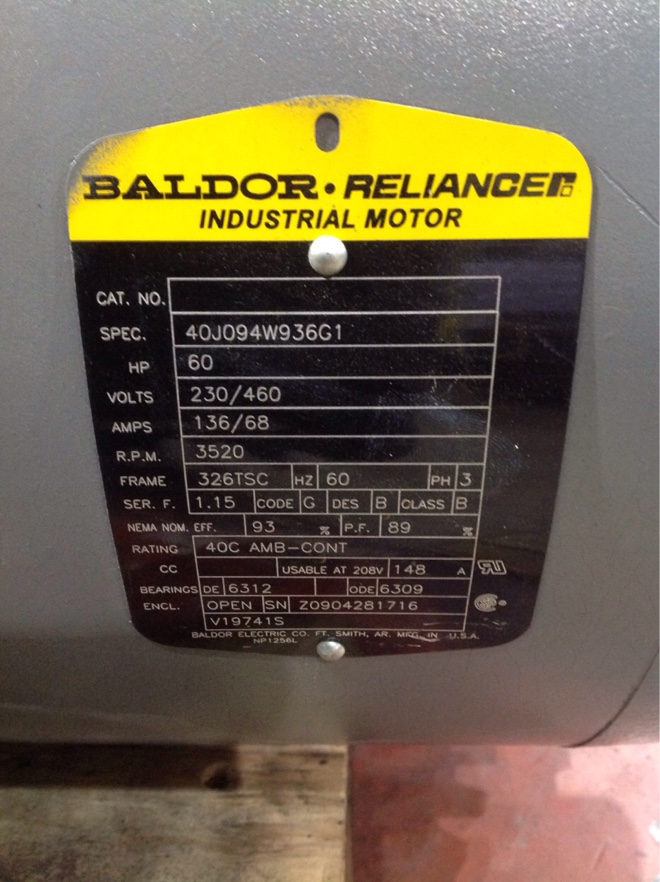 BALDOR • RELIANCE
INDUSTRIAL MOTOR
CAT. NO.
SPEC. 40J094W936G1
HP 60
VOLTS 230/460
AMPS 136/68
R.P.M. 3520
FRAME 326TSC HZ 60 PH 3
SER. F. 1.15 CODE G DES B CLASS B
NEMA NOM. EFF. 93 % P.F. 89 %
RATING 40C AMB-CONT
CC USABLE AT 208V 148 A
BEARINGS DE 6312 ODE 6309
ENCL. OPEN SN Z0904281716
V19741S
BALDOR ELECTRIC CO. FT. SMITH, AR. MFG. IN U.S.A.
NP1256L